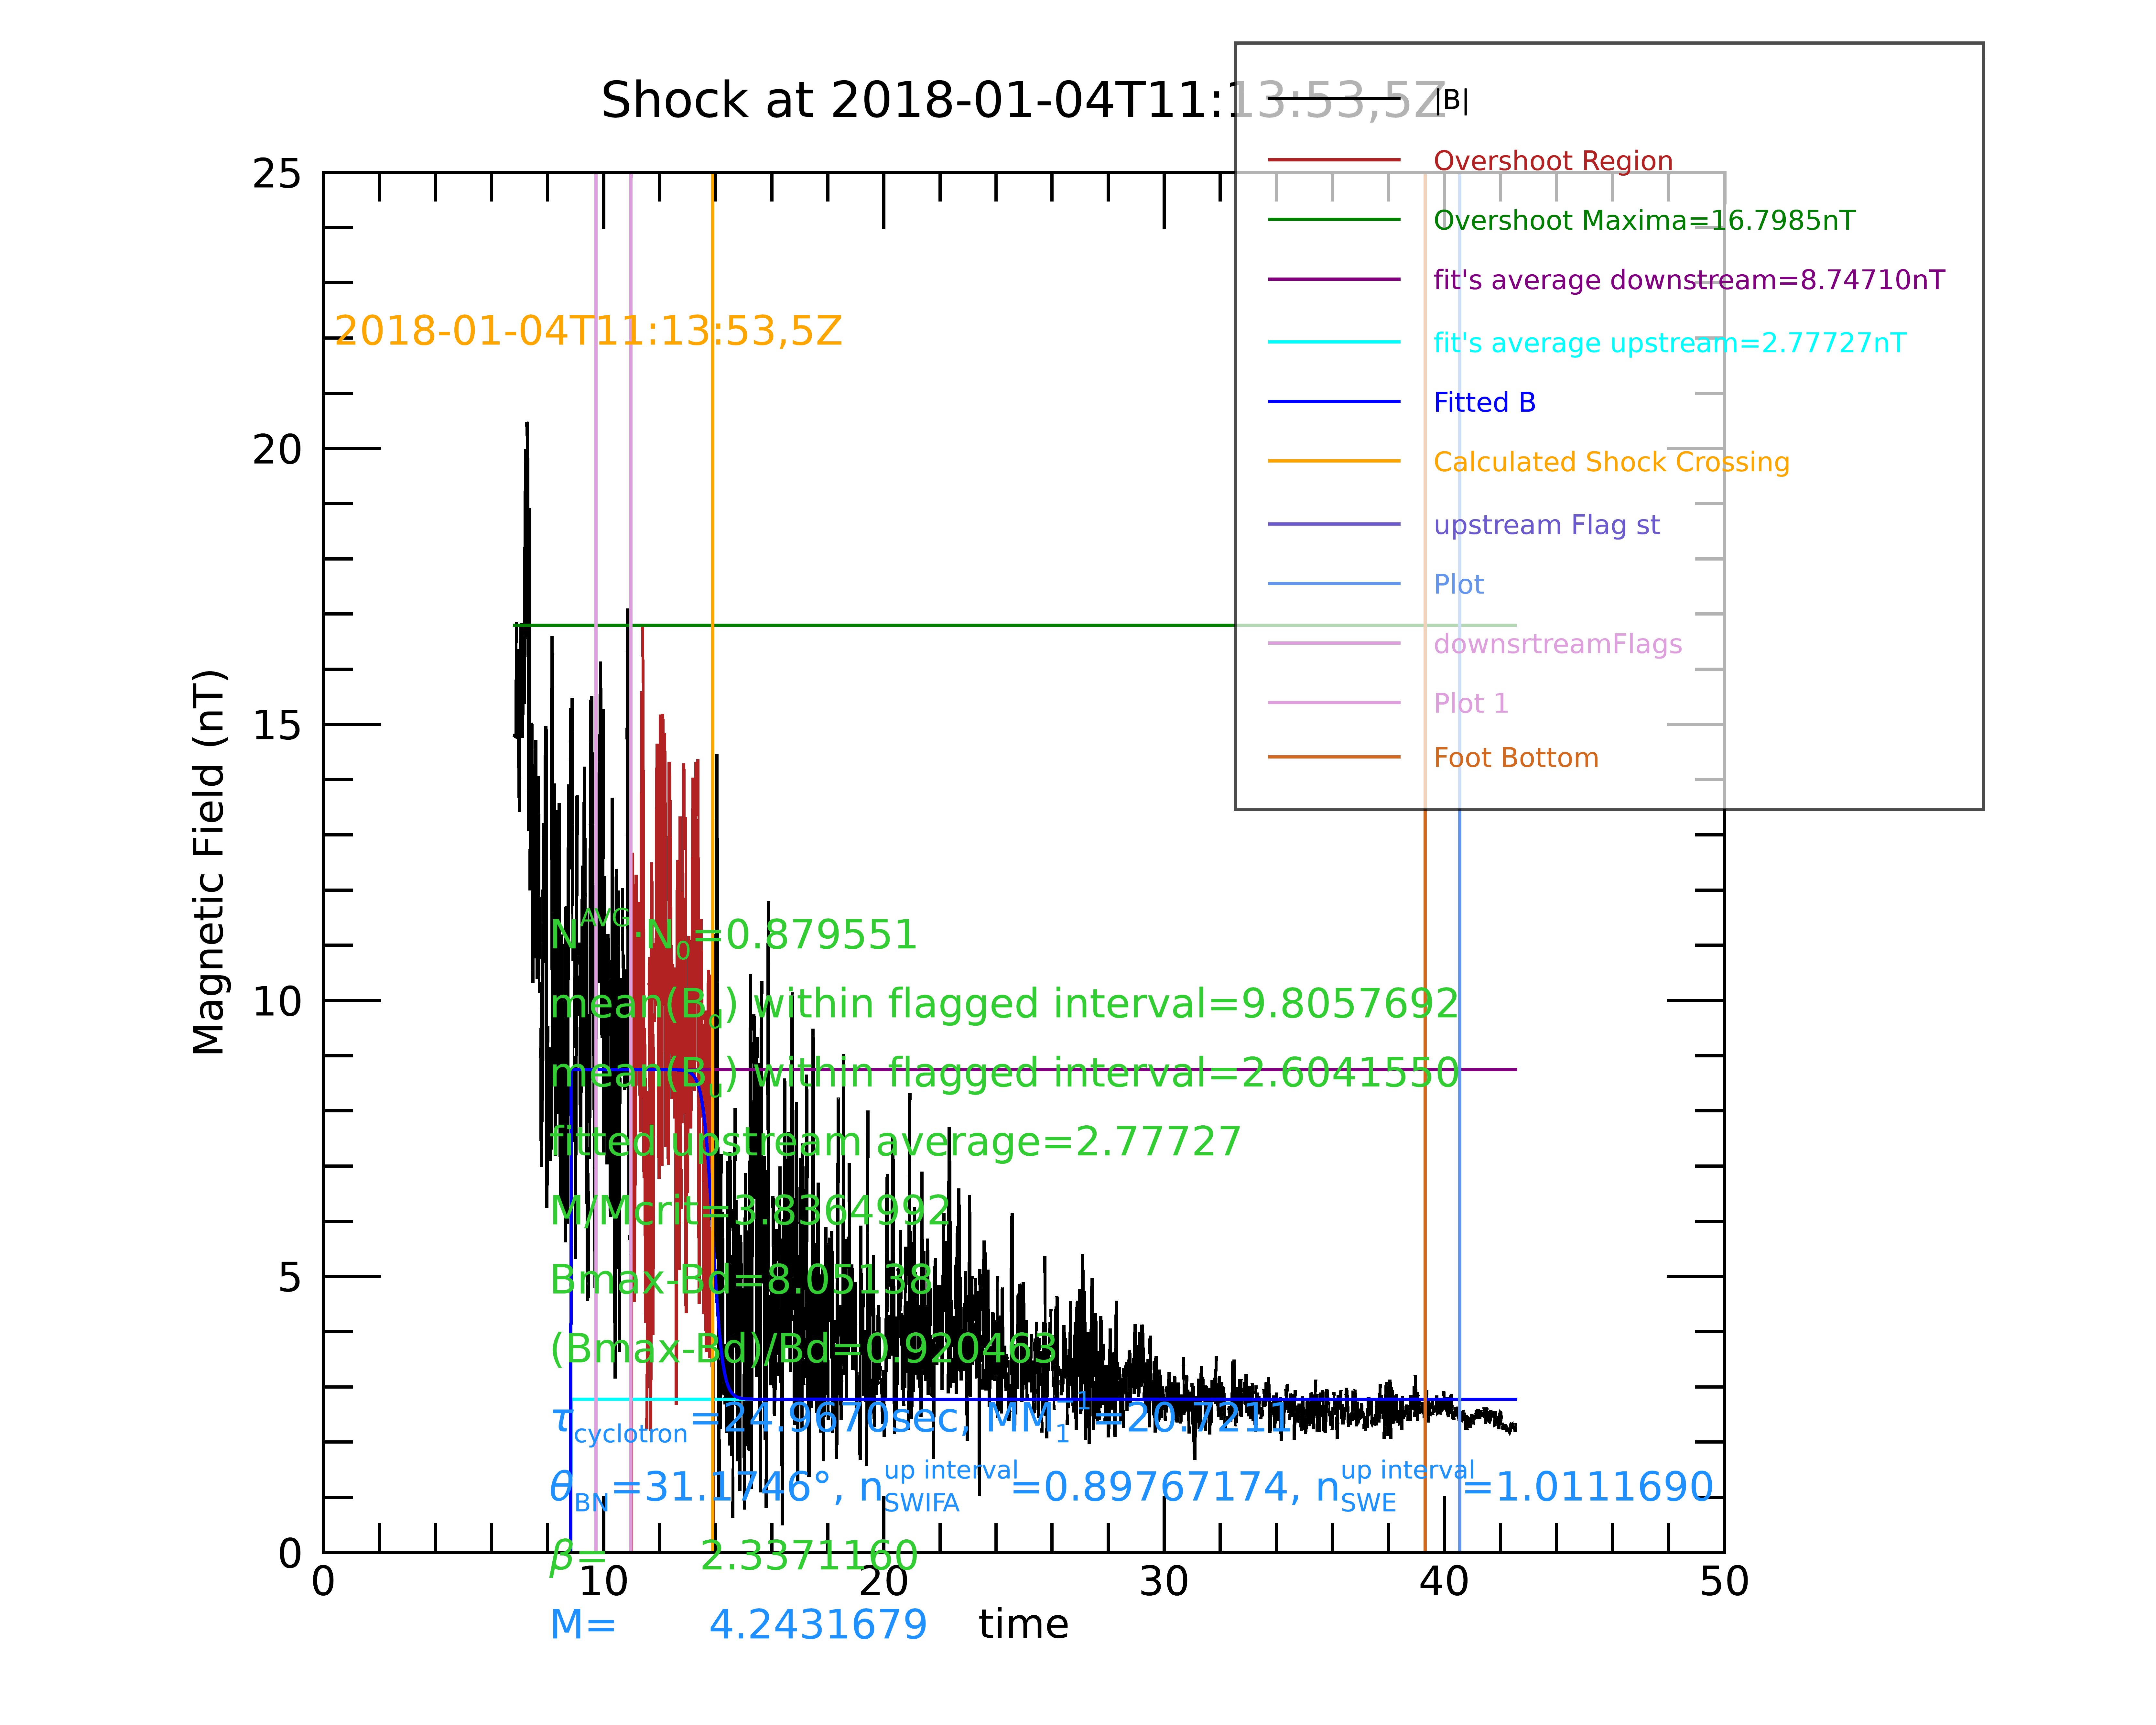 Shock at 2018-01-04T11:13:53,5Z
|B|
Overshoot Region
Overshoot Maxima=16.7985nT
fit's average downstream=8.74710nT
fit's average upstream=2.77727nT
Fitted B
Calculated Shock Crossing
upstream Flag st
Plot
downsrtreamFlags
Plot 1
Foot Bottom
2018-01-04T11:13:53,5Z
25
20
15
10
5
0
Magnetic Field (nT)
N^AVG·N_0=0.879551
mean(B_d) within flagged interval=9.8057692
mean(B_u) within flagged interval=2.6041550
fitted upstream average=2.77727
M/Mcrit=3.8364992
Bmax-Bd=8.05138
(Bmax-Bd)/Bd=0.920463
τ_cyclotron=24.9670sec, MM_1^-1=20.7211
θ_BN=31.1746°, n_SWIFA^up interval=0.89767174, n_SWE^up interval=1.0111690
β= 2.3371160
M= 4.2431679
0 10 20 30 40 50
time